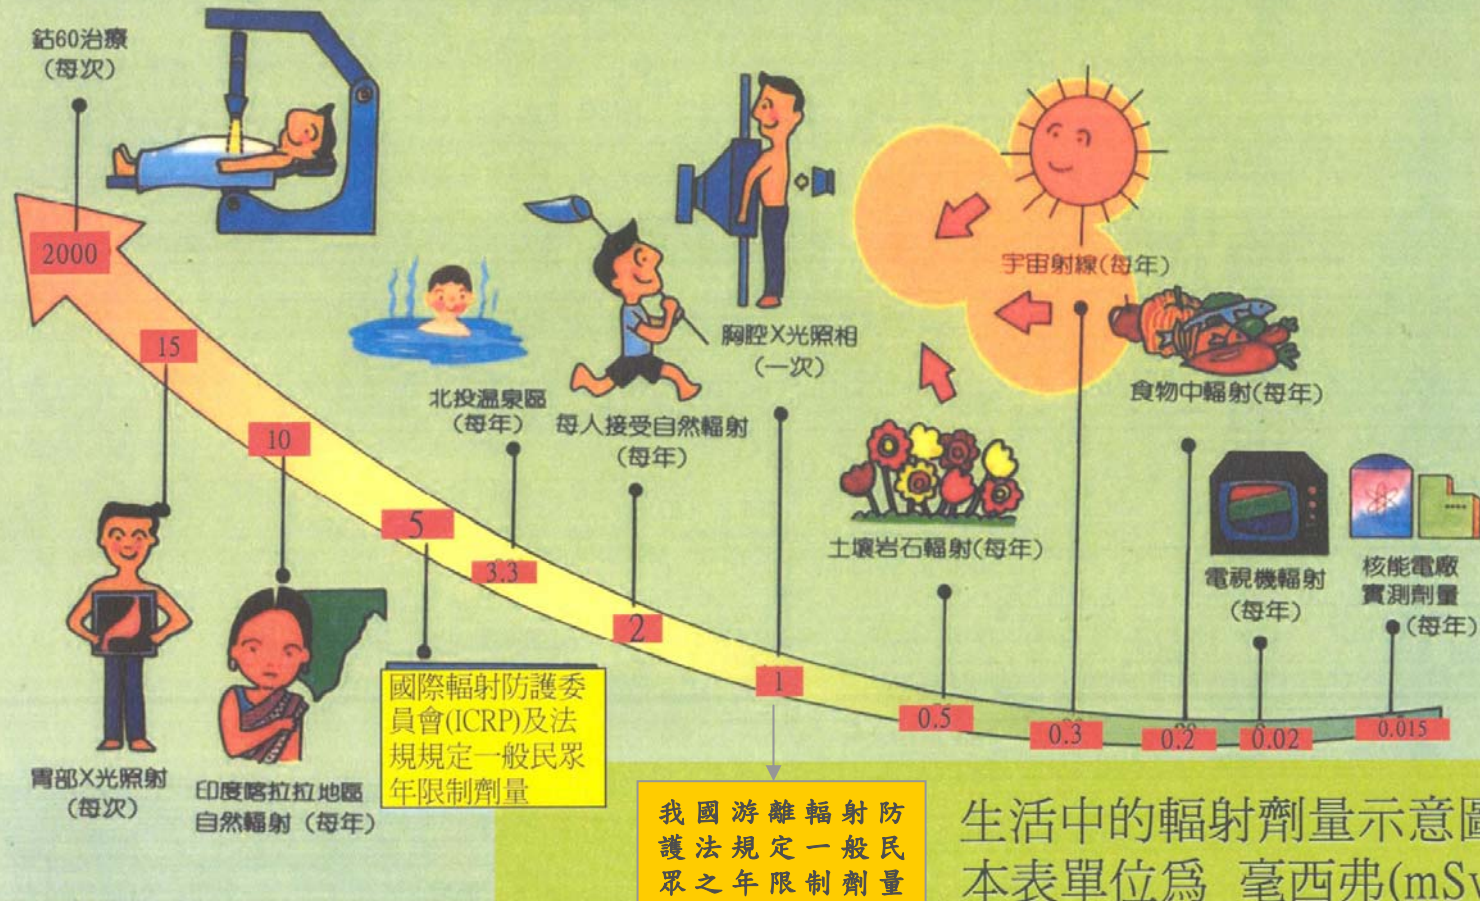 鈷60治療
(每次)
2000
15
10
5
3.3
2
1
0.5
0.3
0.2
0.02
0.015
北投温泉區
(每年)
每人接受自然輻射
(每年)
胸腔X光照相
(一次)
宇宙射線(每年)
食物中輻射(每年)
土壤岩石輻射(每年)
電視機輻射
(每年)
核能電廠
實測劑量
(每年)
胃部X光照射
(每次)
印度喀拉拉地區
自然輻射 (每年)
國際輻射防護委
員會(ICRP)及法
規規定一般民眾
年限制劑量
我國游離輻射防
護法規定一般民
眾之年限制劑量
生活中的輻射劑量示意圖
本表單位爲 毫西弗(mSv